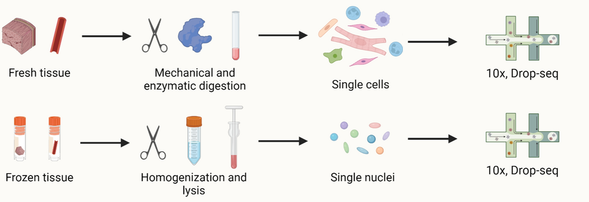 Fresh tissue
Mechanical and
enzymatic digestion
Single cells
10x, Drop-seq
Frozen tissue
Homogenization and
lysis
Single nuclei
10x, Drop-seq